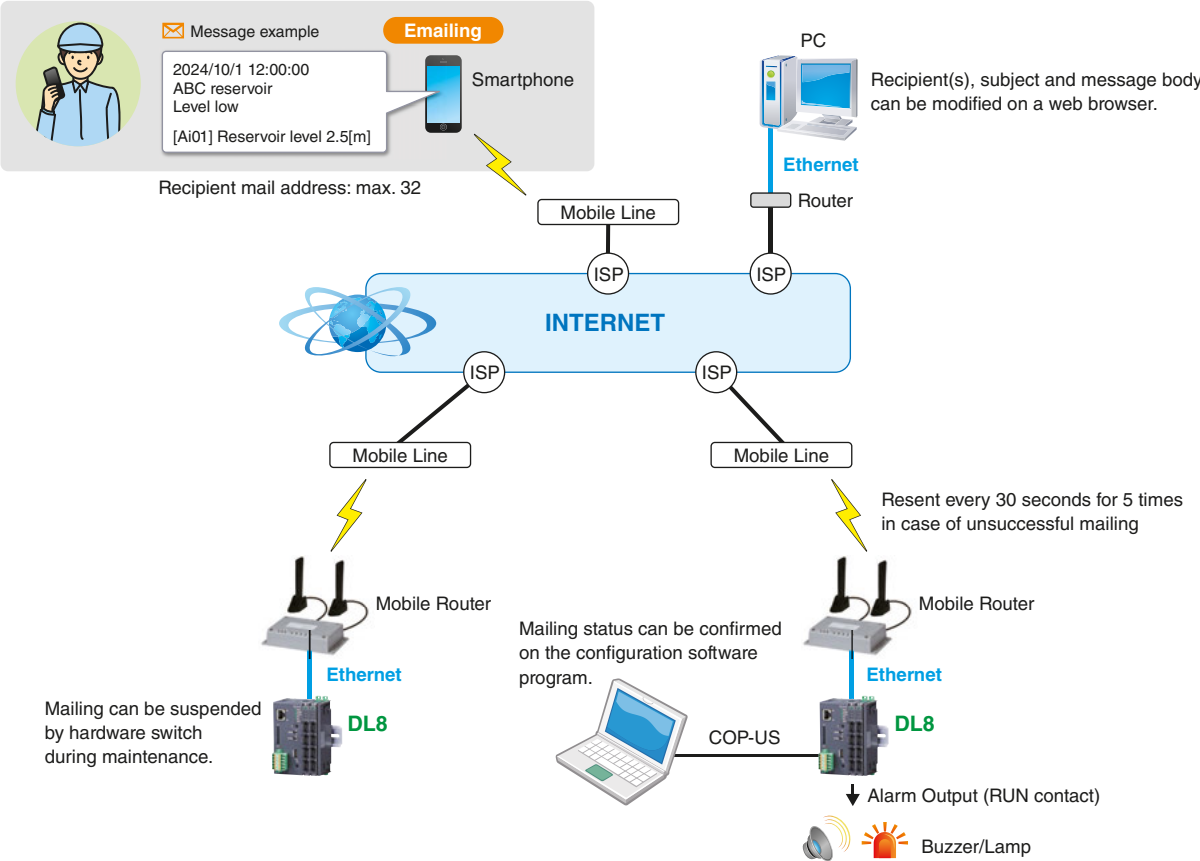 Message example
Emailing
2024/10/1 12:00:00
ABC reservoir
Level low
[Ai01] Reservoir level 2.5[m]
Smartphone
Recipient mail address: max. 32
PC
Recipient(s), subject and message body
can be modified on a web browser.
Ethernet
Router
Mobile Line
ISP
ISP
INTERNET
ISP
ISP
Mobile Line
Mobile Line
Resent every 30 seconds for 5 times
in case of unsuccessful mailing
Mobile Router
Ethernet
Mailing can be suspended
by hardware switch
during maintenance.
DL8
Mailing status can be confirmed
on the configuration software
program.
Mobile Router
Ethernet
COP-US
DL8
Alarm Output (RUN contact)
Buzzer/Lamp